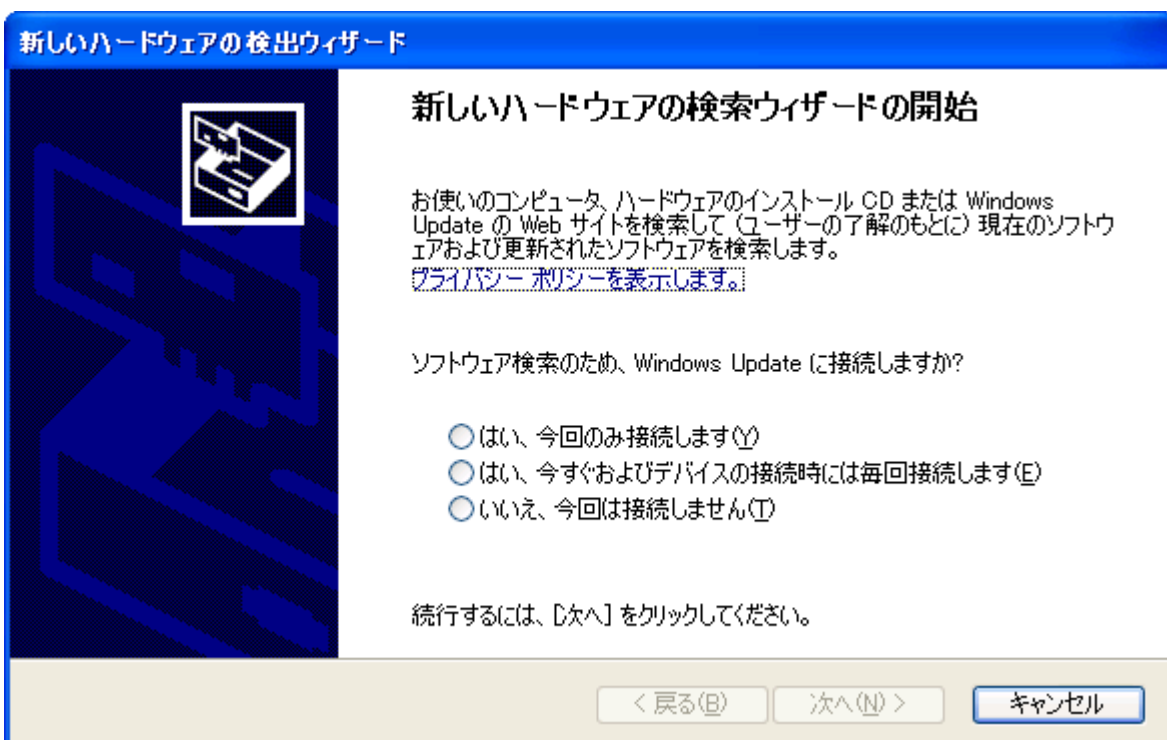 新しいハードウェアの検出ウィザード
新しいハードウェアの検索ウィザードの開始
お使いのコンピュータ、ハードウェアのインストール CD または Windows
Update の Web サイトを検索して (ユーザーの了解のもとに) 現在のソフトウ
ェアおよび更新されたソフトウェアを検索します。
プライバシー ポリシーを表示します。
ソフトウェア検索のため、Windows Update に接続しますか?
はい、今回のみ接続します(Y)
はい、今すぐおよびデバイスの接続時には毎回接続します(E)
いいえ、今回は接続しません(T)
続行するには、[次へ] をクリックしてください。
< 戻る(B) 次へ(N) > キャンセル